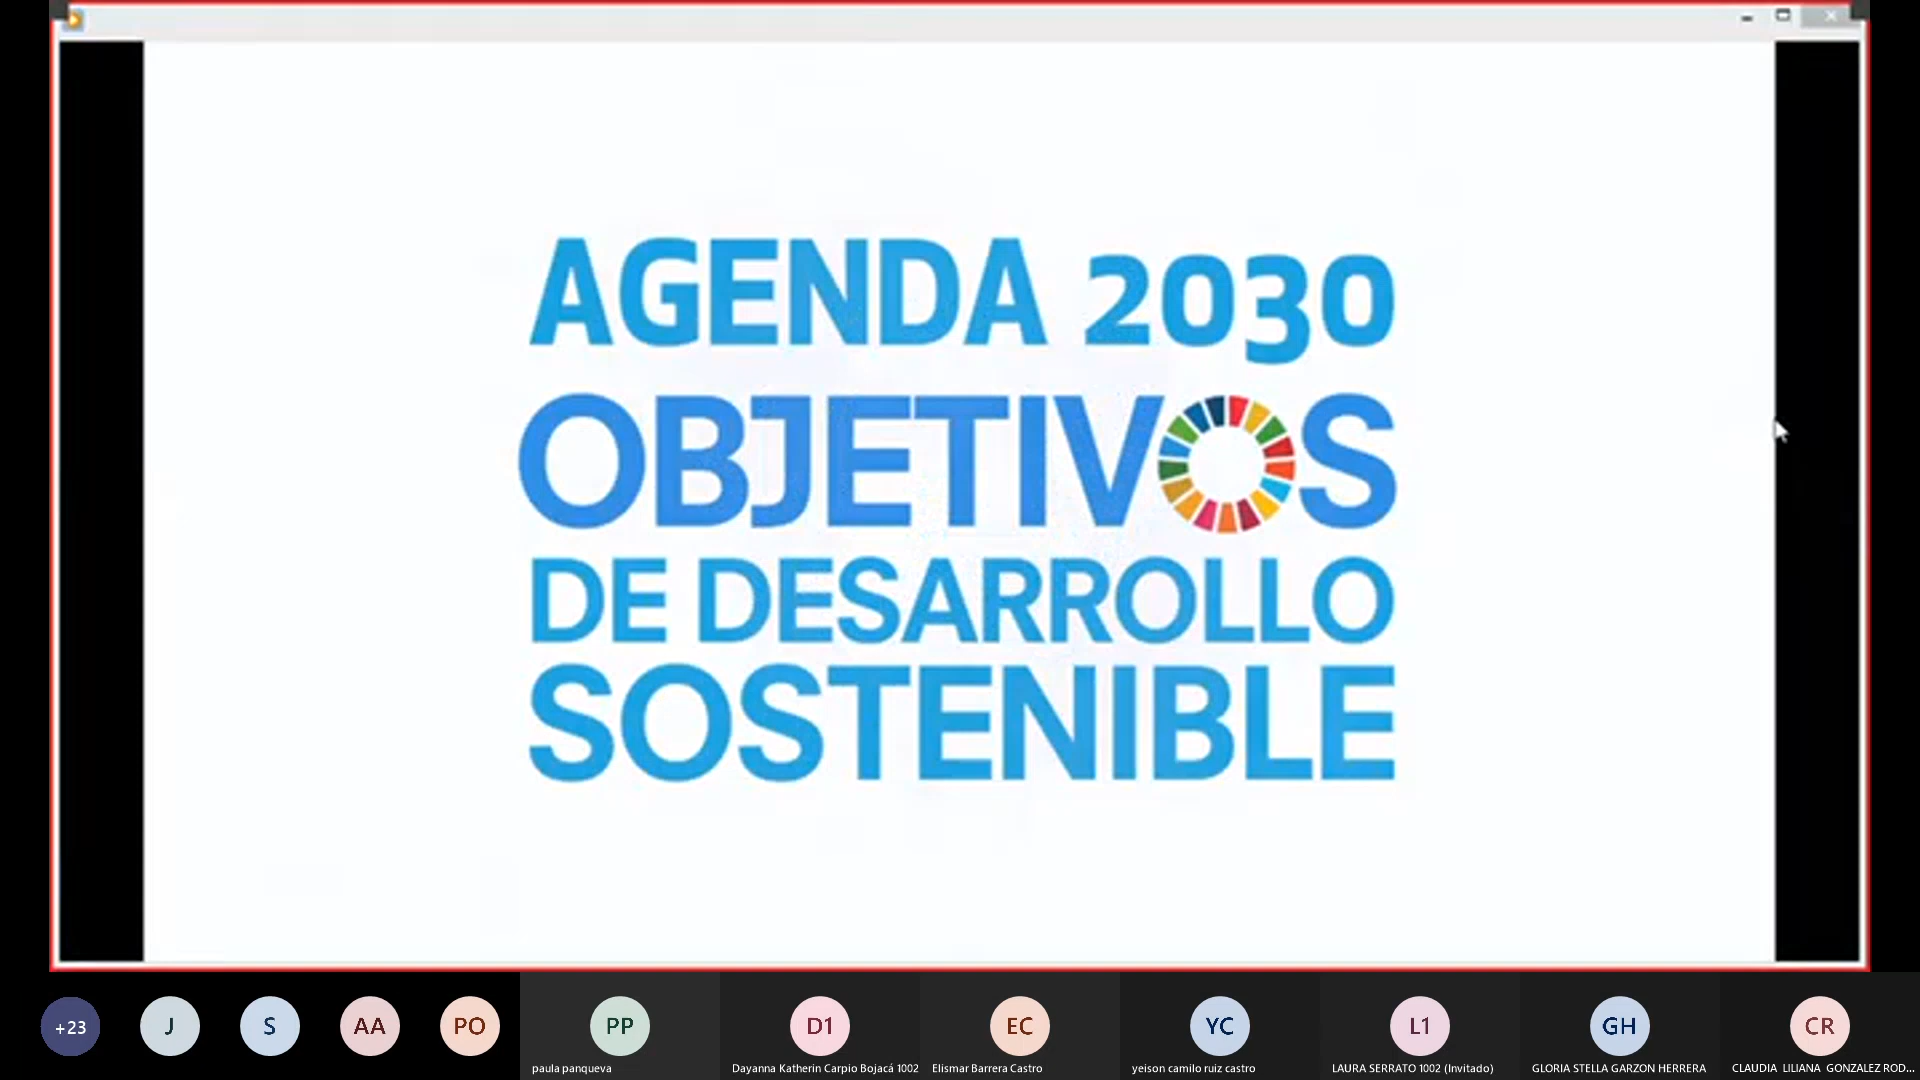 AGENDA 2030
OBJETIVOS
DE DESARROLLO
SOSTENIBLE
+23
J
S
AA
PO
PP
D1
EC
YC
L1
GH
CR
paula panqueva
Dayanna Katherin Carpio Bojacá 1002
Elismar Barrera Castro
yeison camilo ruiz castro
LAURA SERRATO 1002 (Invitado)
GLORIA STELLA GARZON HERRERA
CLAUDIA LILIANA GONZALEZ ROD...